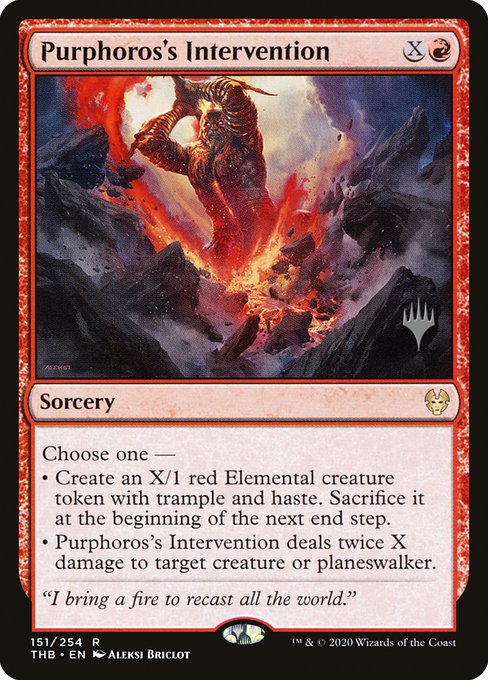 Purphoros's Intervention X
ALEKSI
Sorcery
Choose one —
• Create an X/1 red Elemental creature
token with trample and haste. Sacrifice it
at the beginning of the next end step.
• Purphoros's Intervention deals twice X
damage to target creature or planeswalker.
"I bring a fire to recast all the world."
151/254 R
THB • EN Aleksi Briclot
™ & © 2020 Wizards of the Coast